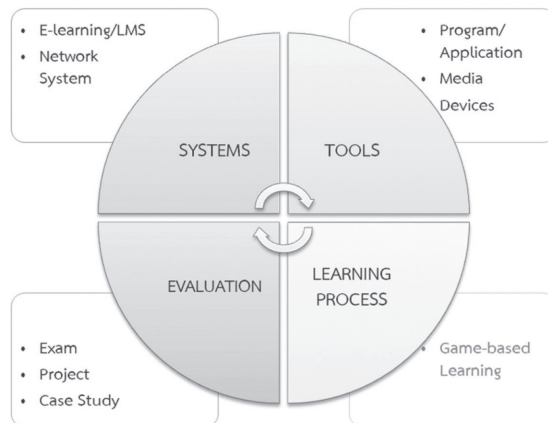 • E-learning/LMS
• Network
System
• Program/
Application
• Media
Devices
SYSTEMS
TOOLS
EVALUATION
LEARNING
PROCESS
• Exam
• Project
• Case Study
• Game-based
Learning